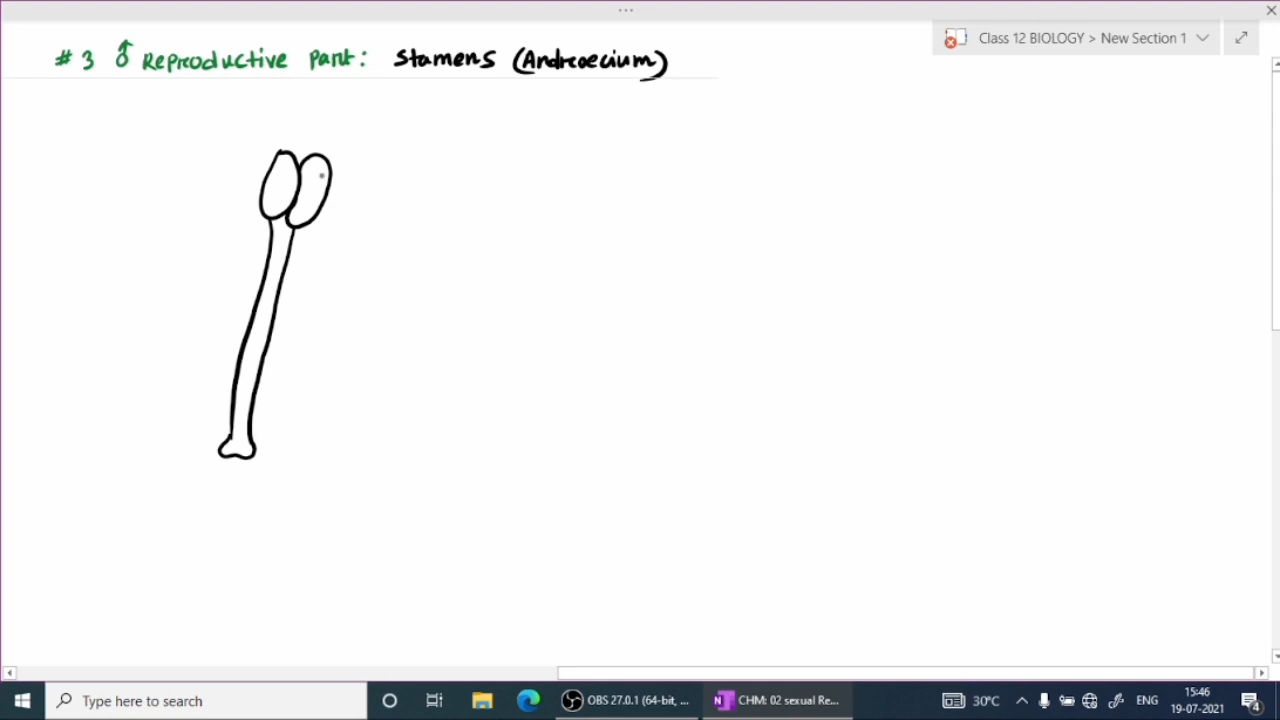 ...
Class 12 BIOLOGY > New Section 1
#3 ♂ Reproductive part: Stamens (Androecium)
Type here to search
OBS 27.0.1 (64-bit, ...
N
CHM: 02 sexual Re...
30°C
ENG
15:46
19-07-2021
4